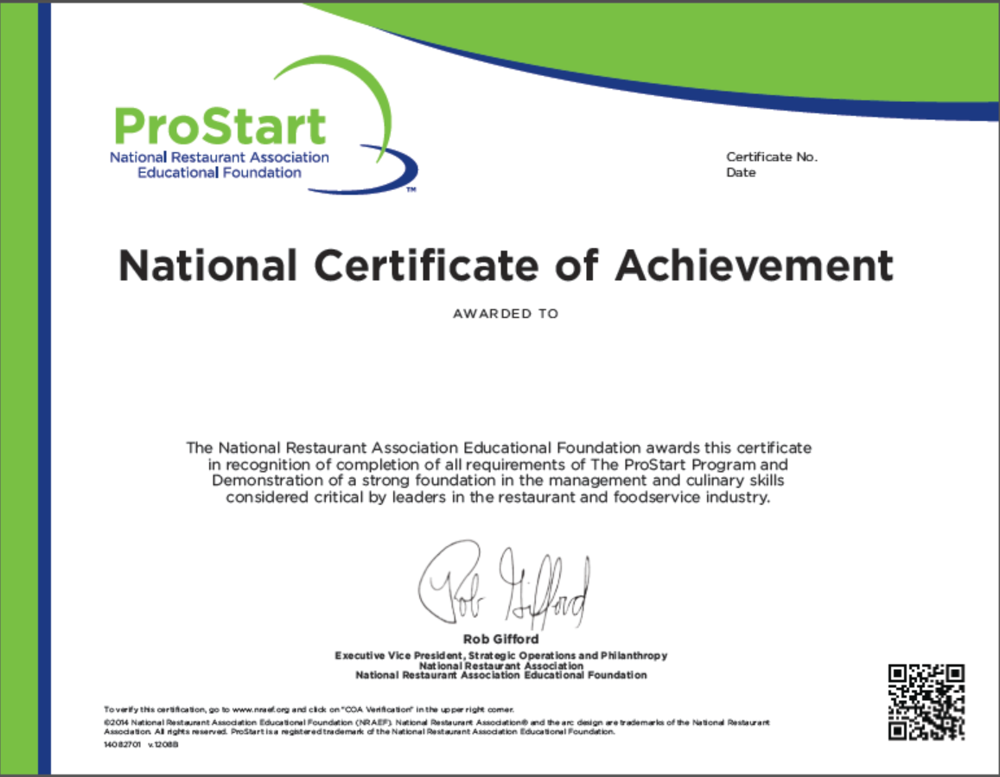 ProStart
National Restaurant Association
Educational Foundation
TM
Certificate No.
Date
National Certificate of Achievement
AWARDED TO
The National Restaurant Association Educational Foundation awards this certificate
in recognition of completion of all requirements of The ProStart Program and
Demonstration of a strong foundation in the management and culinary skills
considered critical by leaders in the restaurant and foodservice industry.
Rob Gifford
Rob Gifford
Executive Vice President, Strategic Operations and Philanthropy
National Restaurant Association
National Restaurant Association Educational Foundation
To verify this certification, go to www.nraef.org and click on "COA Verification" in the upper right corner.
©2014 National Restaurant Association Educational Foundation (NRAEF). National Restaurant Association® and the arc design are trademarks of the National Restaurant
Association. All rights reserved. ProStart is a registered trademark of the National Restaurant Association Educational Foundation.
14082701 v.1208B